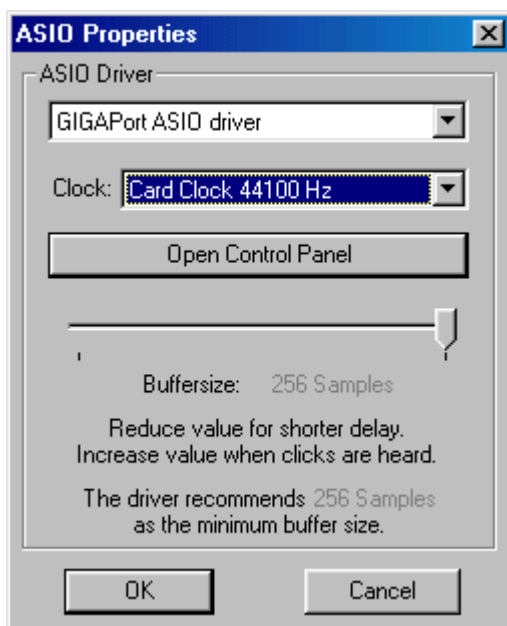 ASIO Properties
ASIO Driver
GIGAPort ASIO driver
Clock: Card Clock 44100 Hz
Open Control Panel
Buffersize: 256 Samples
Reduce value for shorter delay.
Increase value when clicks are heard.
The driver recommends 256 Samples
as the minimum buffer size.
OK Cancel